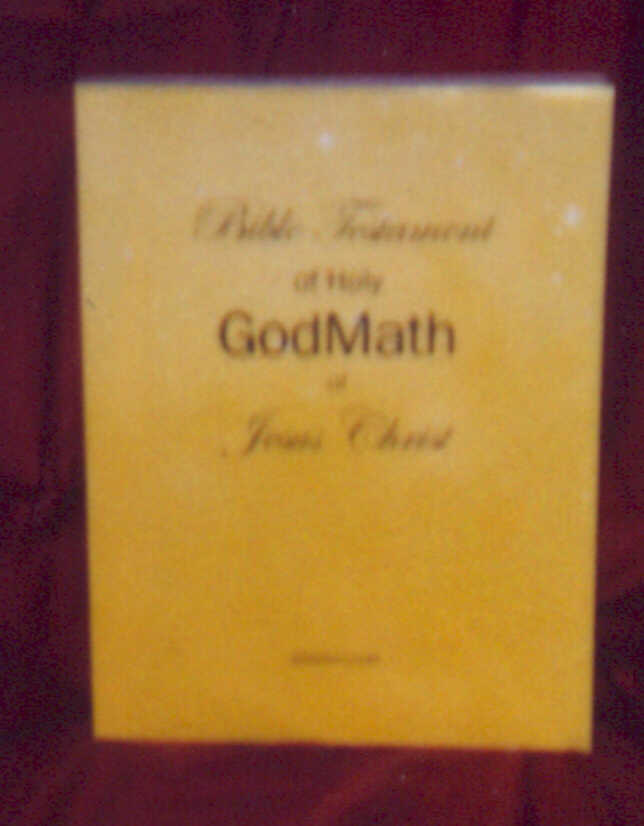 Bible Testament
of Holy
GodMath
of
Jesus Christ